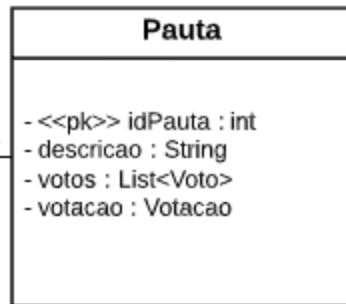 Pauta
- <<pk>> idPauta : int
- descricao : String
- votos : List<Voto>
- votacao : Votacao